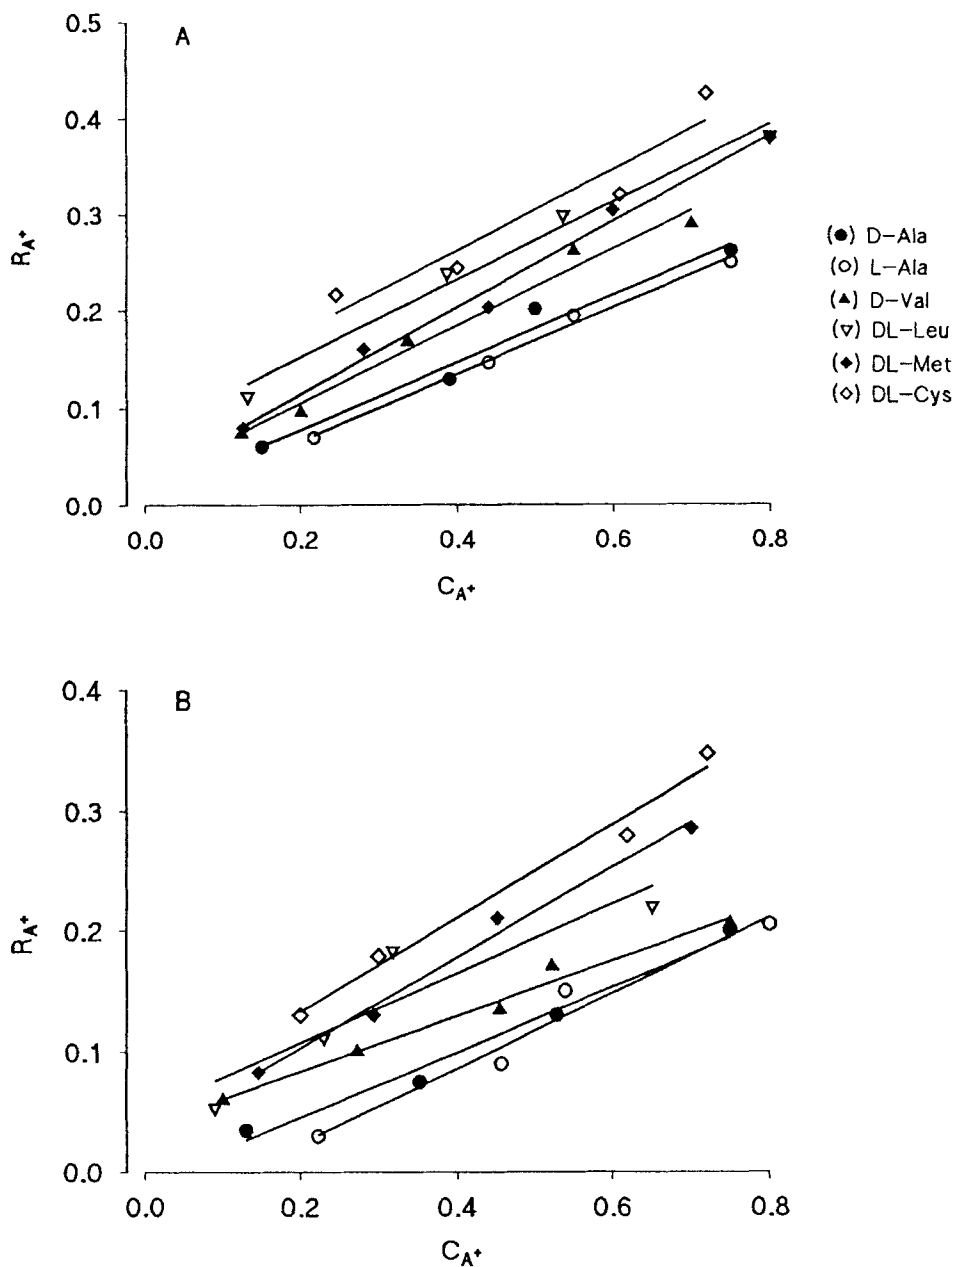 A
0.5
0.4
0.3
0.2
0.1
0.0
R_A+
0.0 0.2 0.4 0.6 0.8
C_A+
(●) D-Ala
(○) L-Ala
(▲) D-Val
(▽) DL-Leu
(◆) DL-Met
(◇) DL-Cys
B
0.4
0.3
0.2
0.1
0.0
R_A+
0.0 0.2 0.4 0.6 0.8
C_A+